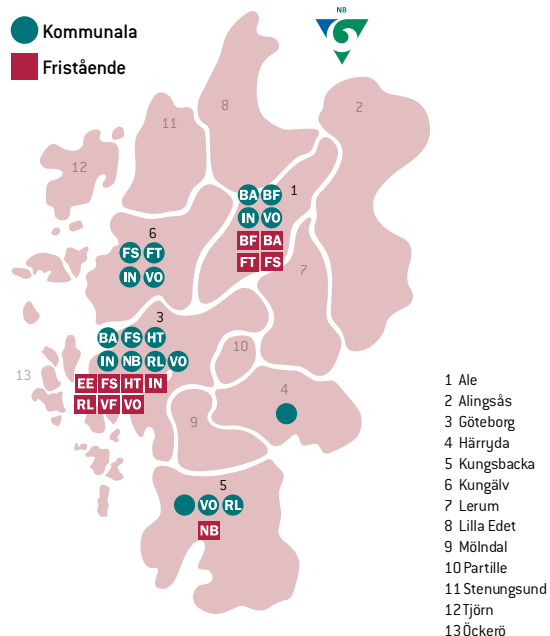 NB
Kommunala
Fristående
8
2
11
12
1
BA BF
IN VO
BF BA
FT FS
6
FS FT
IN VO
7
3
BA FS HT
IN NB RL VO
EE FS HT IN
RL VF VO
10
13
4
9
5
VO RL
NB
1 Ale
2 Alingsås
3 Göteborg
4 Härryda
5 Kungsbacka
6 Kungälv
7 Lerum
8 Lilla Edet
9 Mölndal
10 Partille
11 Stenungsund
12 Tjörn
13 Öckerö